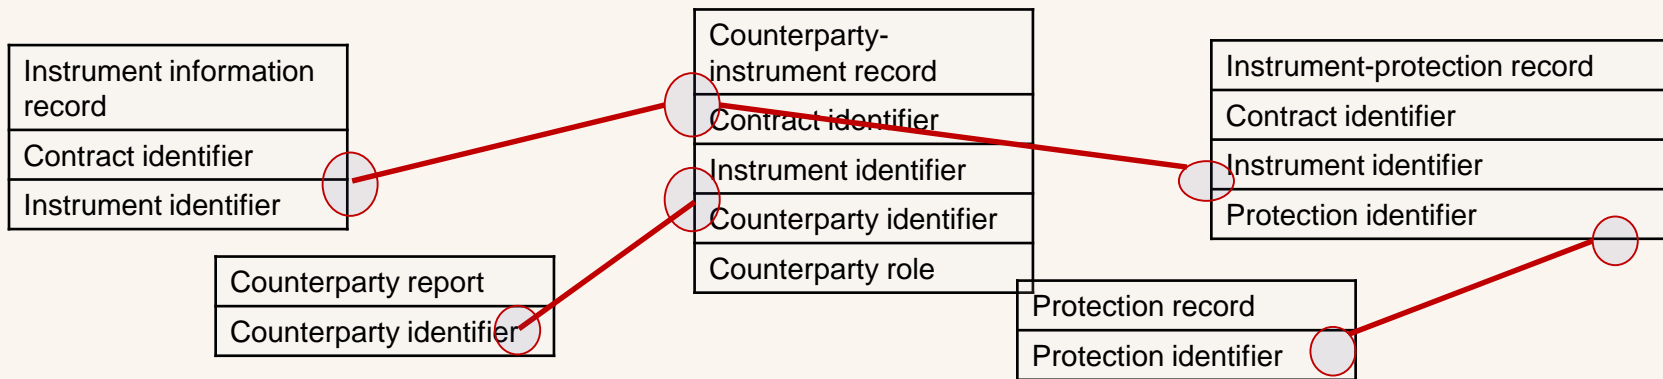 Instrument information
record
Contract identifier
Instrument identifier
Counterparty report
Counterparty identifier
Counterparty-
instrument record
Contract identifier
Instrument identifier
Counterparty identifier
Counterparty role
Instrument-protection record
Contract identifier
Instrument identifier
Protection identifier
Protection record
Protection identifier